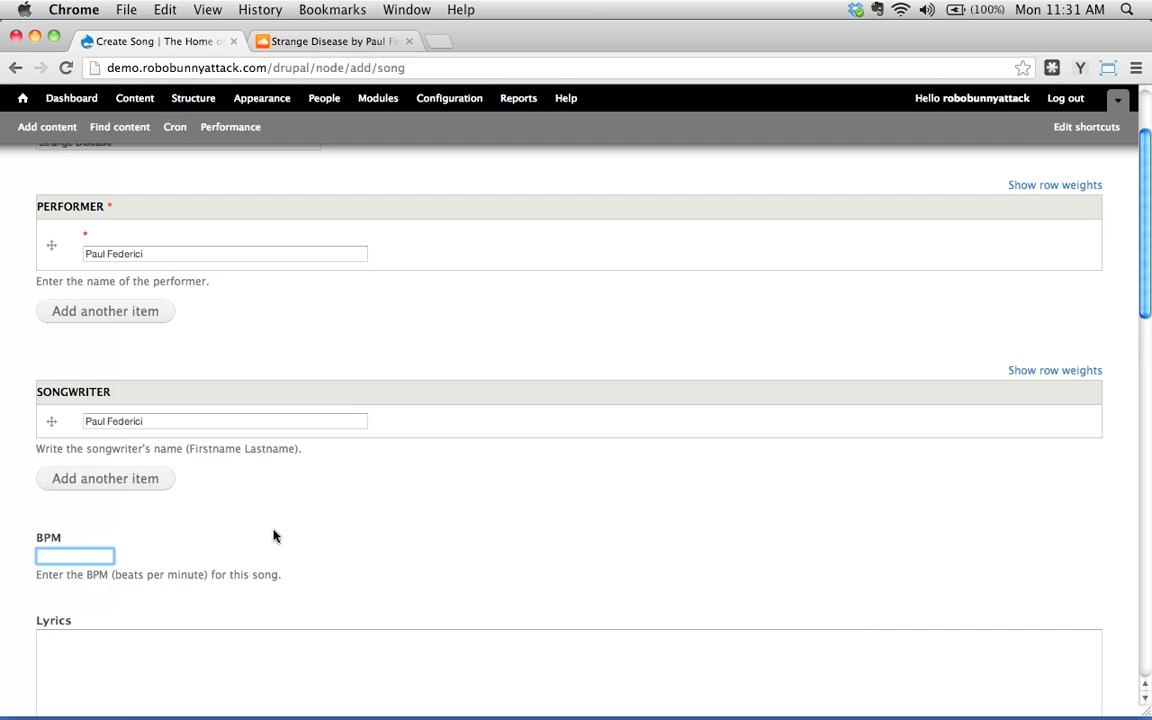 Chrome File Edit View History Bookmarks Window Help (100%) Mon 11:31 AM
Create Song | The Home o Strange Disease by Paul Fe
demo.robobunnyattack.com/drupal/node/add/song
Dashboard Content Structure Appearance People Modules Configuration Reports Help Hello robobunnyattack Log out
Add content Find content Cron Performance Edit shortcuts
Strange Disease
Show row weights
PERFORMER *
*
Paul Federici
Enter the name of the performer.
Add another item
Show row weights
SONGWRITER
Paul Federici
Write the songwriter's name (Firstname Lastname).
Add another item
BPM
Enter the BPM (beats per minute) for this song.
Lyrics